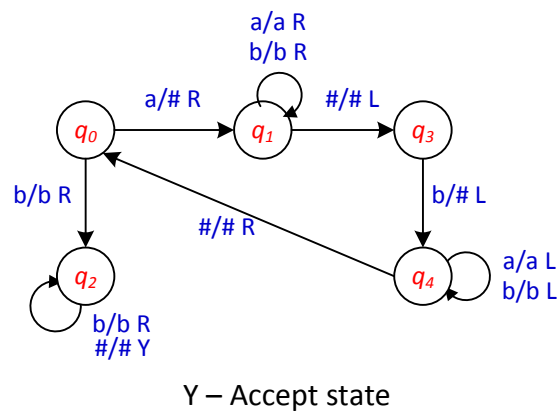 a/a R
b/b R
a/# R
#/# L
q0
q1
q3
b/b R
#/# R
b/# L
q2
q4
a/a L
b/b L
b/b R
#/# Y
Y – Accept state